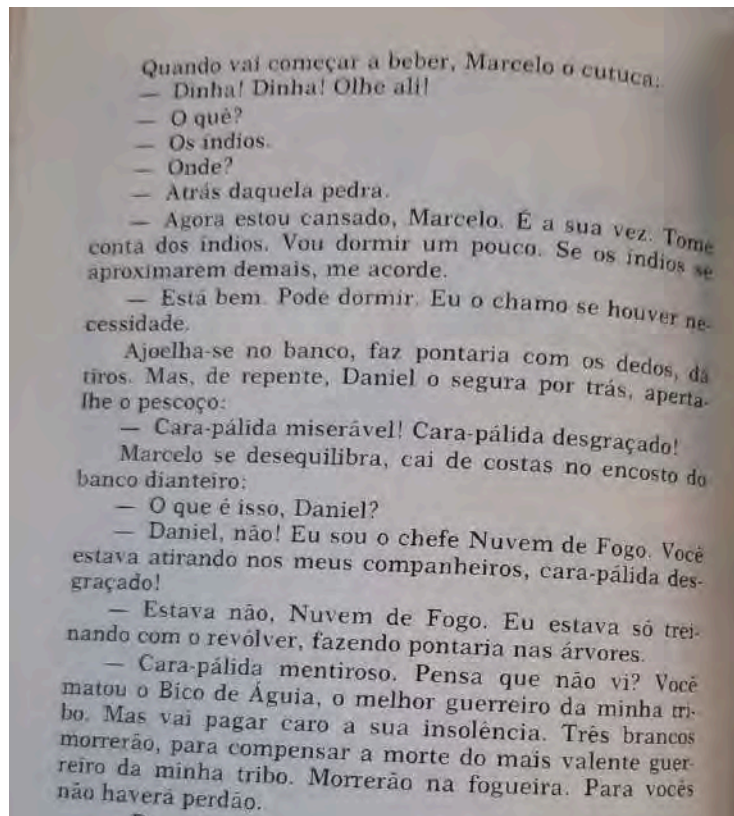 Quando vai começar a beber, Marcelo o cutuca:
— Dinha! Dinha! Olhe ali!
— O quê?
— Os índios.
— Onde?
— Atrás daquela pedra.
— Agora estou cansado, Marcelo. É a sua vez. Tome
conta dos índios. Vou dormir um pouco. Se os índios se
aproximarem demais, me acorde.
— Está bem. Pode dormir. Eu o chamo se houver ne-
cessidade.
Ajoelha-se no banco, faz pontaria com os dedos, dá
tiros. Mas, de repente, Daniel o segura por trás, aperta-
lhe o pescoço:
— Cara-pálida miserável! Cara-pálida desgraçado!
Marcelo se desequilibra, cai de costas no encosto do
banco dianteiro:
— O que é isso, Daniel?
— Daniel, não! Eu sou o chefe Nuvem de Fogo. Você
estava atirando nos meus companheiros, cara-pálida des-
graçado!
— Estava não, Nuvem de Fogo. Eu estava só trei-
nando com o revólver, fazendo pontaria nas árvores.
— Cara-pálida mentiroso. Pensa que não vi? Você
matou o Bico de Águia, o melhor guerreiro da minha tri-
bo. Mas vai pagar caro a sua insolência. Três brancos
morrerão, para compensar a morte do mais valente guer-
reiro da minha tribo. Morrerão na fogueira. Para vocês
não haverá perdão.